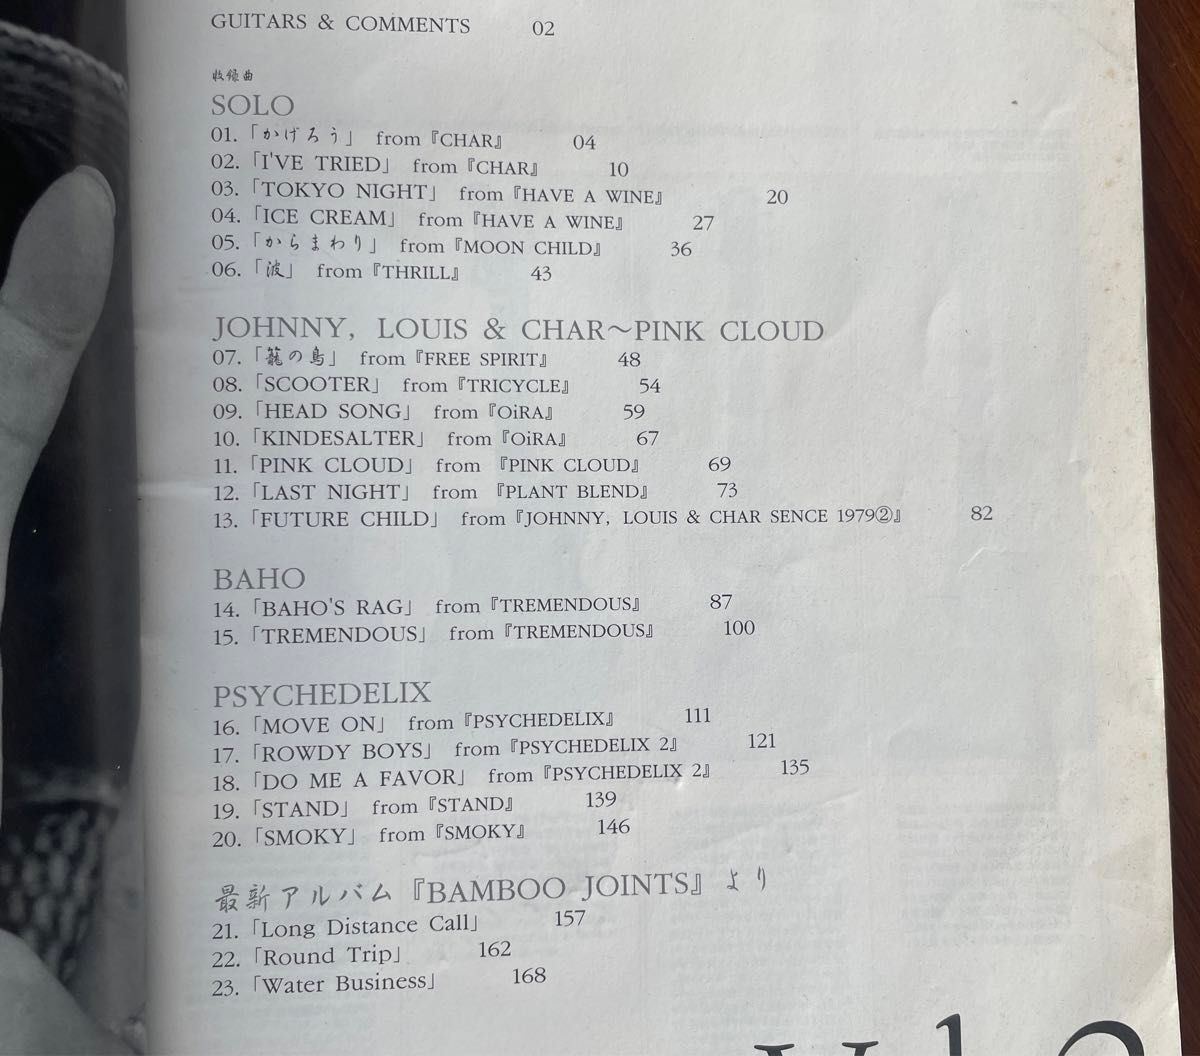 GUITARS & COMMENTS 02
収録曲
SOLO
01.「かげろう」 from『CHAR』 04
02.「I'VE TRIED」 from『CHAR』 10
03.「TOKYO NIGHT」 from『HAVE A WINE』 20
04.「ICE CREAM」 from『HAVE A WINE』 27
05.「からまわり」 from『MOON CHILD』 36
06.「波」 from『THRILL』 43
JOHNNY, LOUIS & CHAR〜PINK CLOUD
07.「籠の鳥」 from『FREE SPIRIT』 48
08.「SCOOTER」 from『TRICYCLE』 54
09.「HEAD SONG」 from『OiRA』 59
10.「KINDESALTER」 from『OiRA』 67
11.「PINK CLOUD」 from 『PINK CLOUD』 69
12.「LAST NIGHT」 from 『PLANT BLEND』 73
13.「FUTURE CHILD」 from『JOHNNY, LOUIS & CHAR SENCE 1979②』 82
BAHO
14.「BAHO'S RAG」 from『TREMENDOUS』 87
15.「TREMENDOUS」 from『TREMENDOUS』 100
PSYCHEDELIX
16.「MOVE ON」 from『PSYCHEDELIX』 111
17.「ROWDY BOYS」 from『PSYCHEDELIX 2』 121
18.「DO ME A FAVOR」 from『PSYCHEDELIX 2』 135
19.「STAND」 from『STAND』 139
20.「SMOKY」 from『SMOKY』 146
最新アルバム『BAMBOO JOINTS』より
21.「Long Distance Call」 157
22.「Round Trip」 162
23.「Water Business」 168